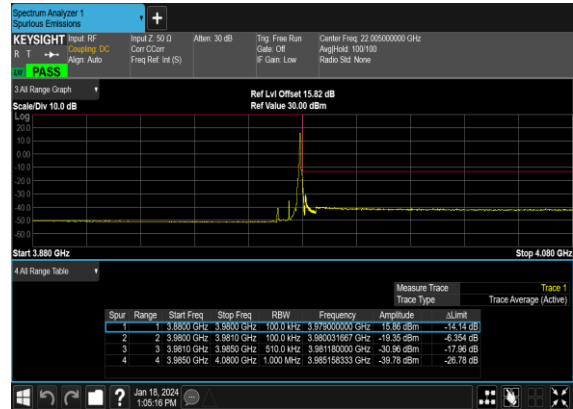 Spectrum Analyzer 1
Spurious Emissions
+
KEYSIGHT Input: RF Input Z: 50 Ω Atten: 30 dB Trig: Free Run Center Freq: 22.005000000 GHz
R T Coupling: DC Corr CCorr Gate: Off Avg|Hold: 100/100
Align: Auto Freq Ref: Int (S) IF Gain: Low Radio Std: None
LW PASS
3 All Range Graph
Ref Lvl Offset 15.82 dB
Scale/Div 10.0 dB Ref Value 30.00 dBm
Log
20.0
10.0
0.00
-10.0
-20.0
-30.0
-40.0
-50.0
-60.0
Start 3.880 GHz Stop 4.080 GHz
4 All Range Table
Measure Trace Trace 1
Trace Type Trace Average (Active)
Spur Range Start Freq Stop Freq RBW Frequency Amplitude ΔLimit
1 1 3.8800 GHz 3.9800 GHz 100.0 kHz 3.979000000 GHz 15.86 dBm -14.14 dB
2 2 3.9800 GHz 3.9810 GHz 100.0 kHz 3.980031667 GHz -19.35 dBm -6.354 dB
3 3 3.9810 GHz 3.9850 GHz 510.0 kHz 3.981180000 GHz -30.96 dBm -17.96 dB
4 4 3.9850 GHz 4.0800 GHz 1.000 MHz 3.985158333 GHz -39.78 dBm -26.78 dB
? Jan 18, 2024
1:05:16 PM